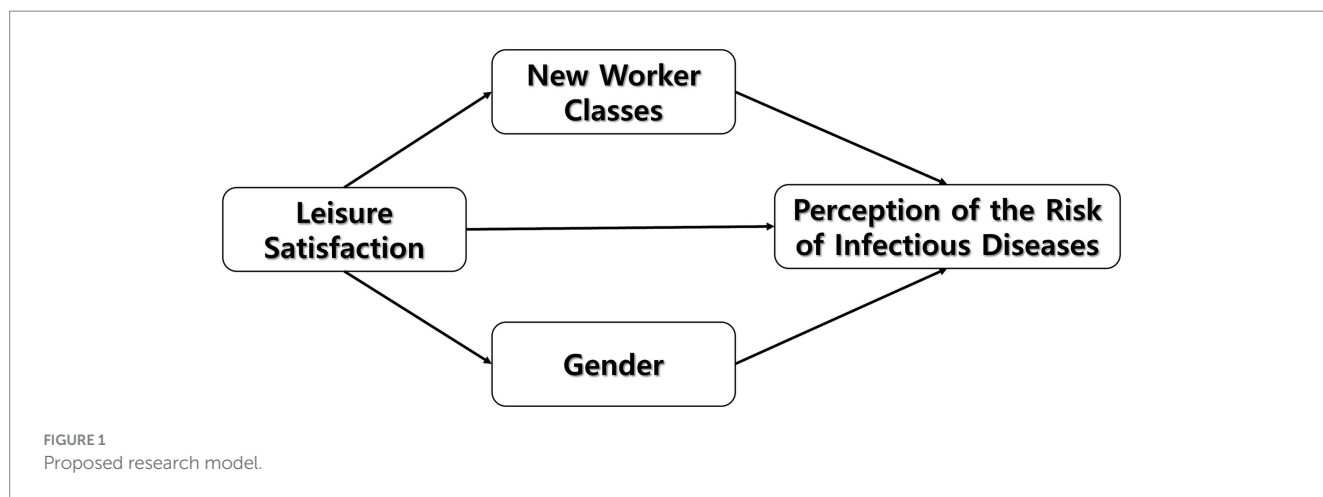 New Worker
Classes
Leisure
Satisfaction
Perception of the Risk
of Infectious Diseases
Gender
FIGURE 1
Proposed research model.